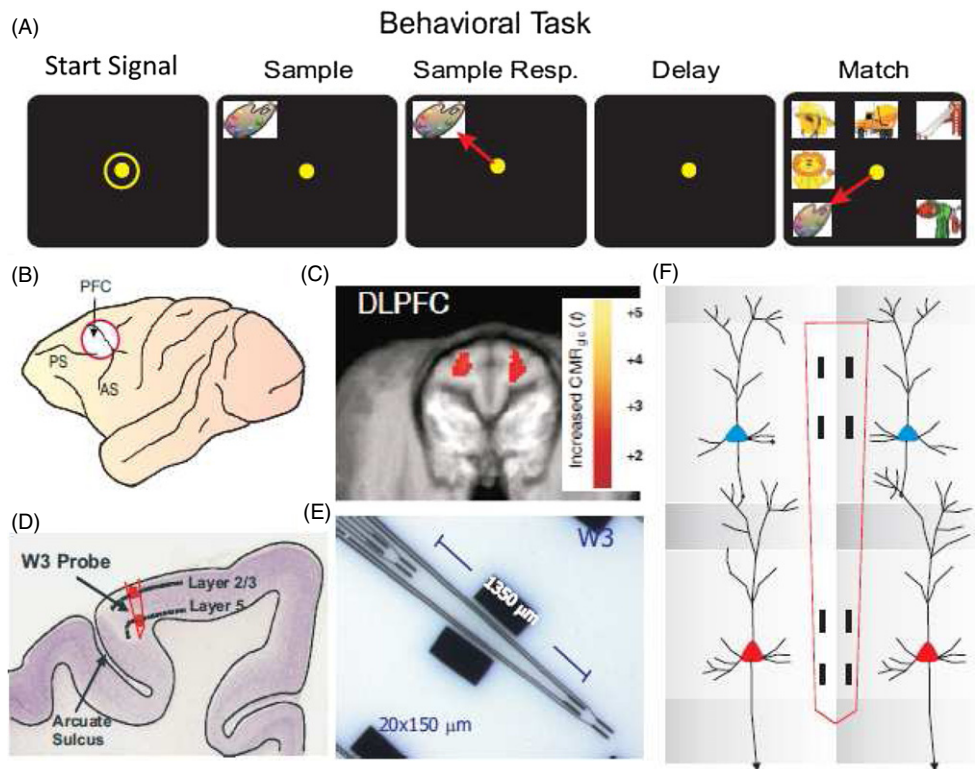 (A)
Behavioral Task
Start Signal
Sample
Sample Resp.
Delay
Match
(B)
PFC
PS
AS
(C)
DLPFC
Increased CMRglc (t)
+5
+4
+3
+2
(D)
W3 Probe
Layer 2/3
Layer 5
Arcuate
Sulcus
(E)
W3
1350 µm
20x150 µm
(F)